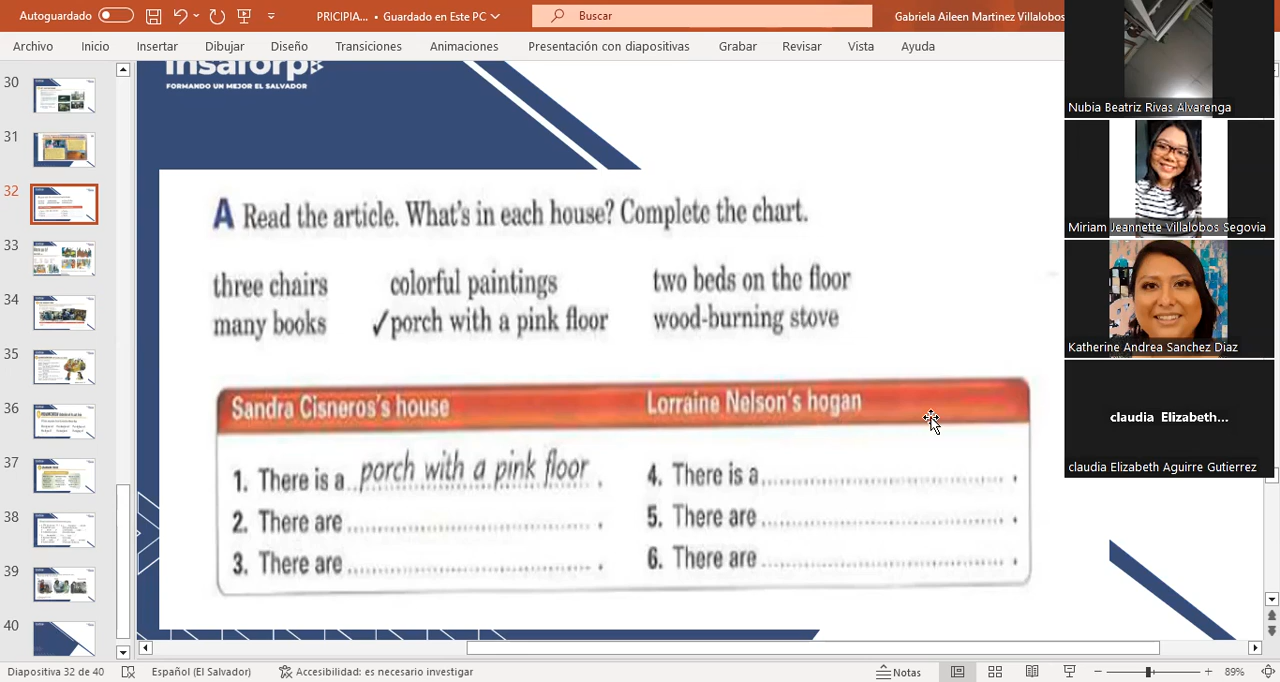 Autoguardado PRICIPIA... • Guardado en Este PC Buscar Gabriela Aileen Martinez Villalobos
Archivo Inicio Insertar Dibujar Diseño Transiciones Animaciones Presentación con diapositivas Grabar Revisar Vista Ayuda
30
31
32
33
34
35
36
37
38
39
40
insaforp
FORMANDO UN MEJOR EL SALVADOR
A Read the article. What's in each house? Complete the chart.
three chairs colorful paintings two beds on the floor
many books ✓porch with a pink floor wood-burning stove
Sandra Cisneros's house Lorraine Nelson's hogan
1. There is a porch with a pink floor . 4. There is a .
2. There are . 5. There are .
3. There are . 6. There are .
Nubia Beatriz Rivas Alvarenga
Miriam Jeannette Villalobos Segovia
Katherine Andrea Sanchez Diaz
claudia Elizabeth...
claudia Elizabeth Aguirre Gutierrez
Diapositiva 32 de 40 Español (El Salvador) Accesibilidad: es necesario investigar Notas 89%